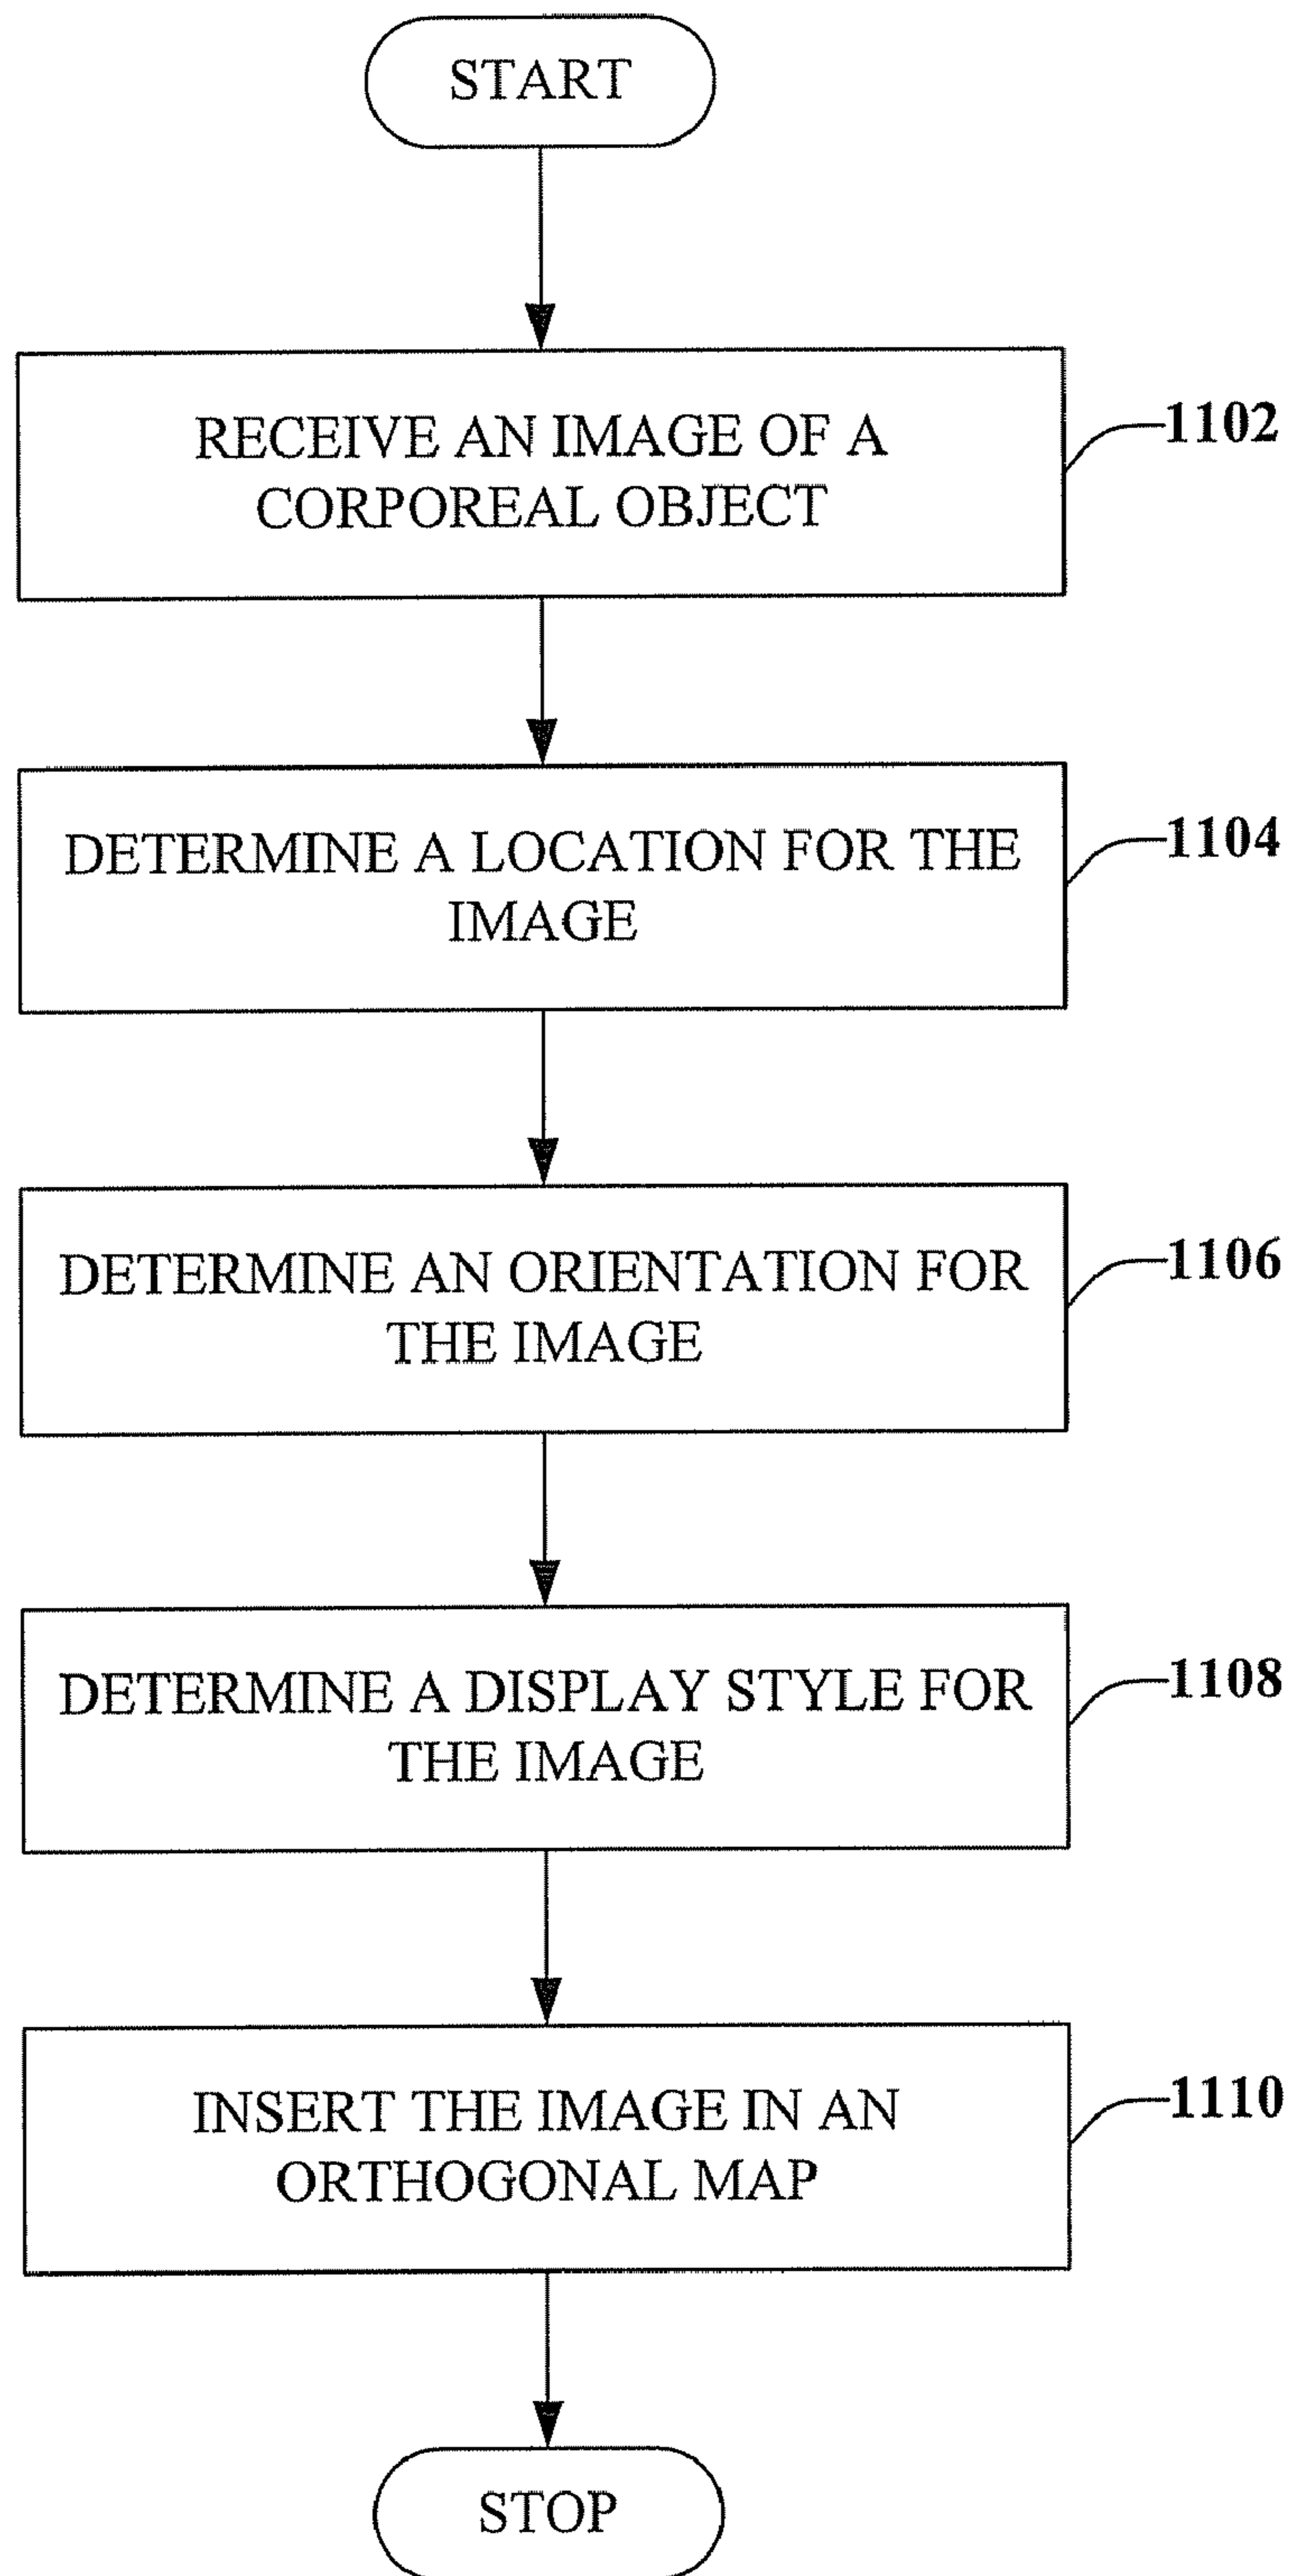 START
RECEIVE AN IMAGE OF A
CORPOREAL OBJECT
1102
DETERMINE A LOCATION FOR THE
IMAGE
1104
DETERMINE AN ORIENTATION FOR
THE IMAGE
1106
DETERMINE A DISPLAY STYLE FOR
THE IMAGE
1108
INSERT THE IMAGE IN AN
ORTHOGONAL MAP
1110
STOP